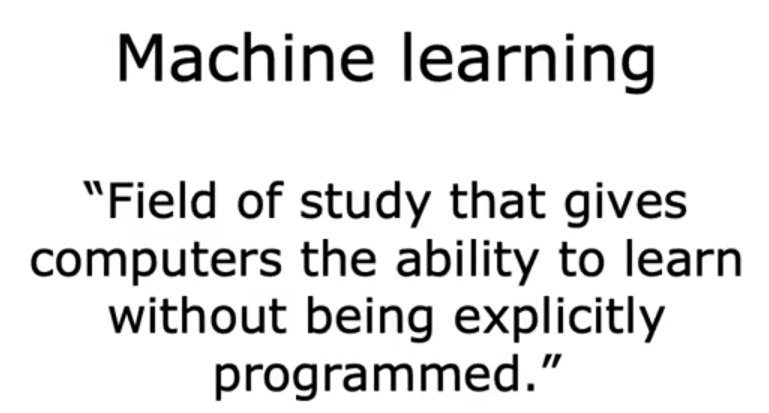 Machine learning
“Field of study that gives
computers the ability to learn
without being explicitly
programmed.”